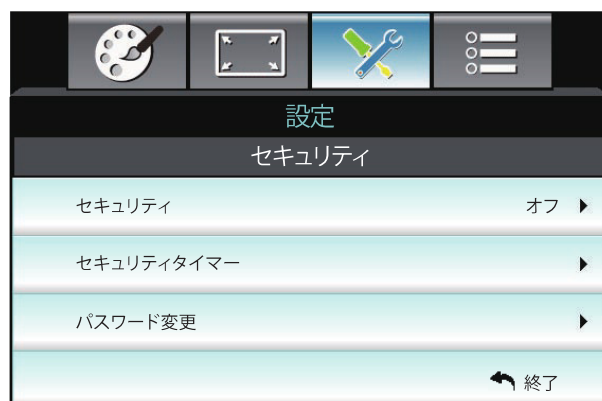 設定
セキュリティ
セキュリティ オフ
セキュリティタイマー
パスワード変更
終了